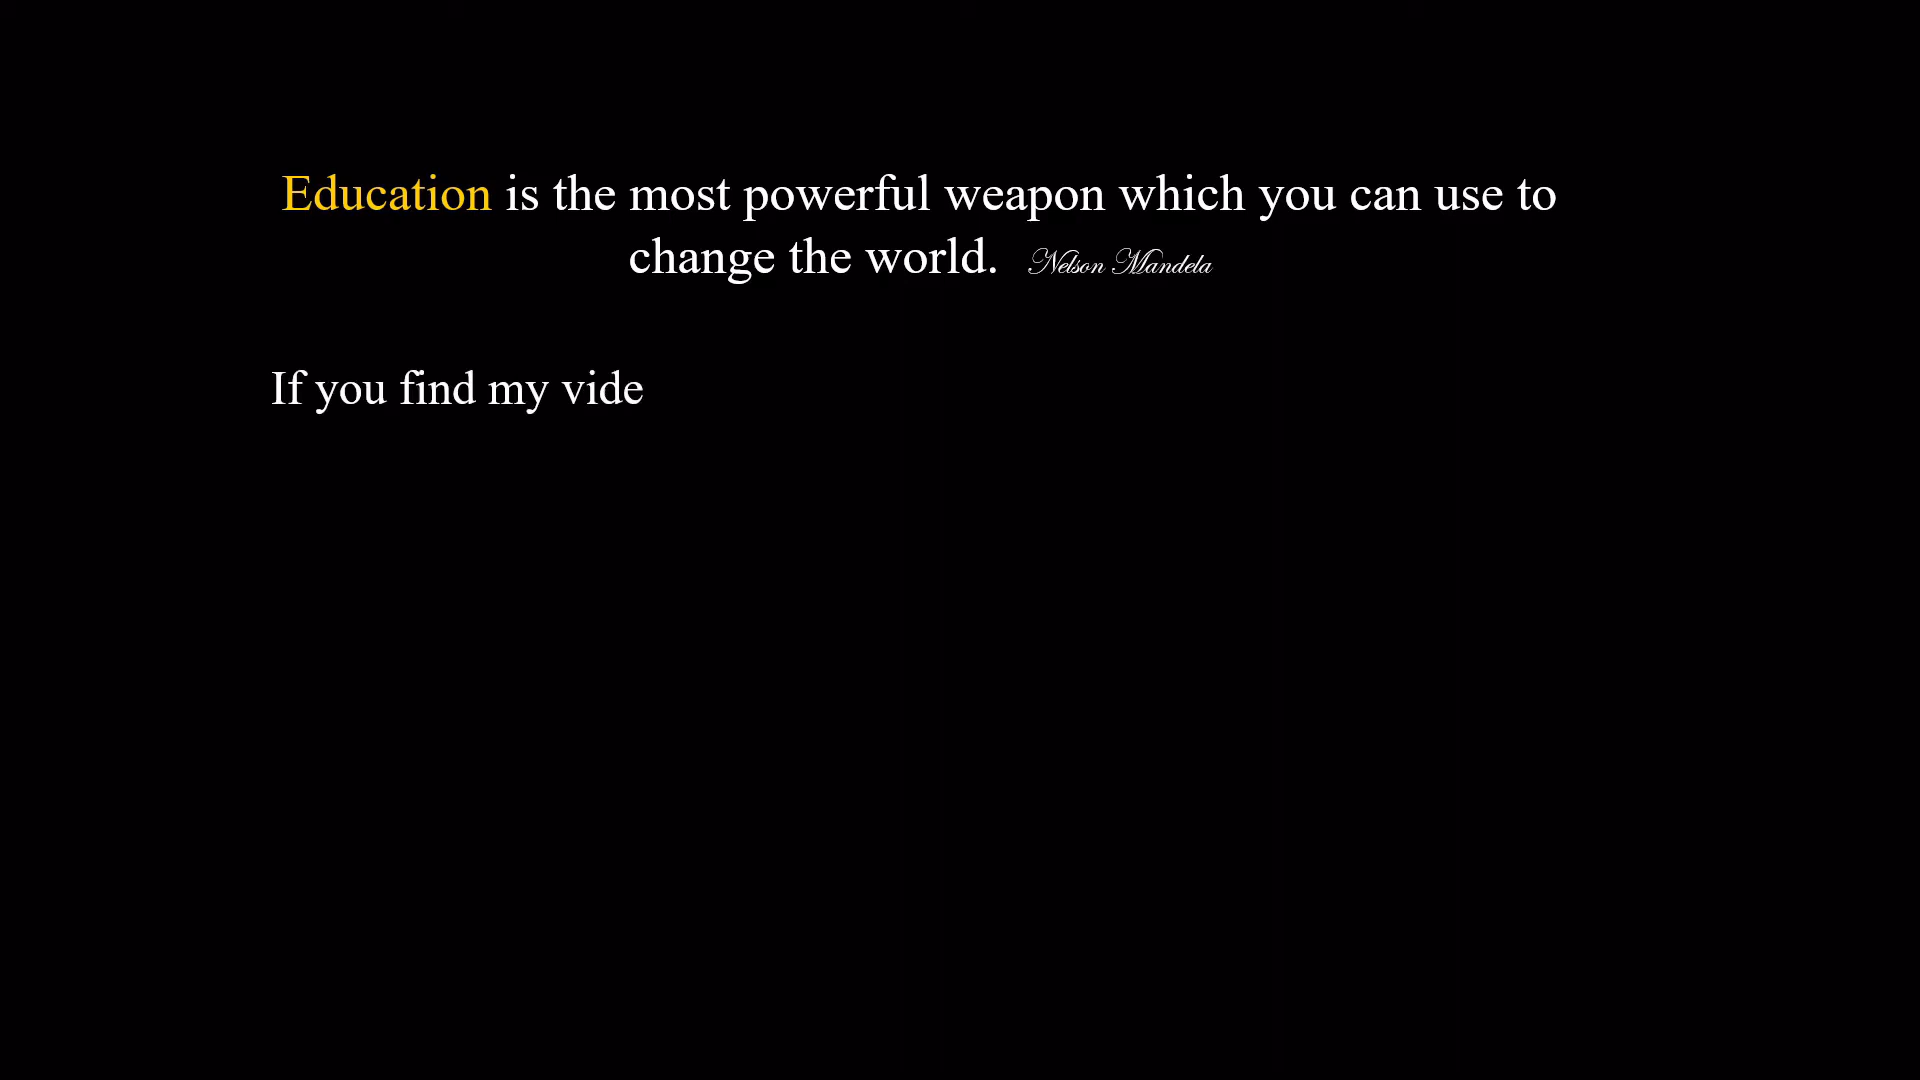 Education is the most powerful weapon which you can use to
change the world. Nelson Mandela
If you find my vide